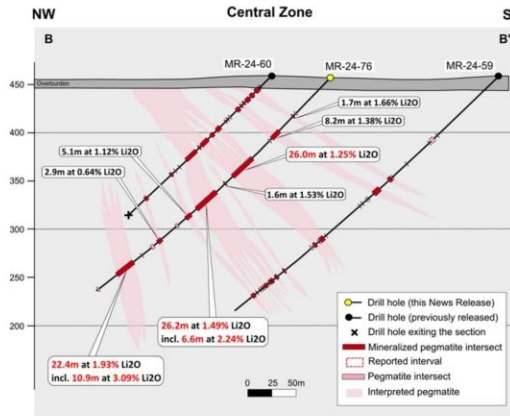 NW
Central Zone
S
B
B'
MR-24-60
MR-24-76
MR-24-59
450
Overburden
400
350
300
250
200
1.7m at 1.66% Li2O
8.2m at 1.38% Li2O
5.1m at 1.12% Li2O
26.0m at 1.25% Li2O
2.9m at 0.64% Li2O
1.6m at 1.53% Li2O
26.2m at 1.49% Li2O
incl. 6.6m at 2.24% Li2O
22.4m at 1.93% Li2O
incl. 10.9m at 3.09% Li2O
0 25 50m
Drill hole (this News Release)
Drill hole (previously released)
Drill hole exiting the section
Mineralized pegmatite intersect
Reported interval
Pegmatite intersect
Interpreted pegmatite